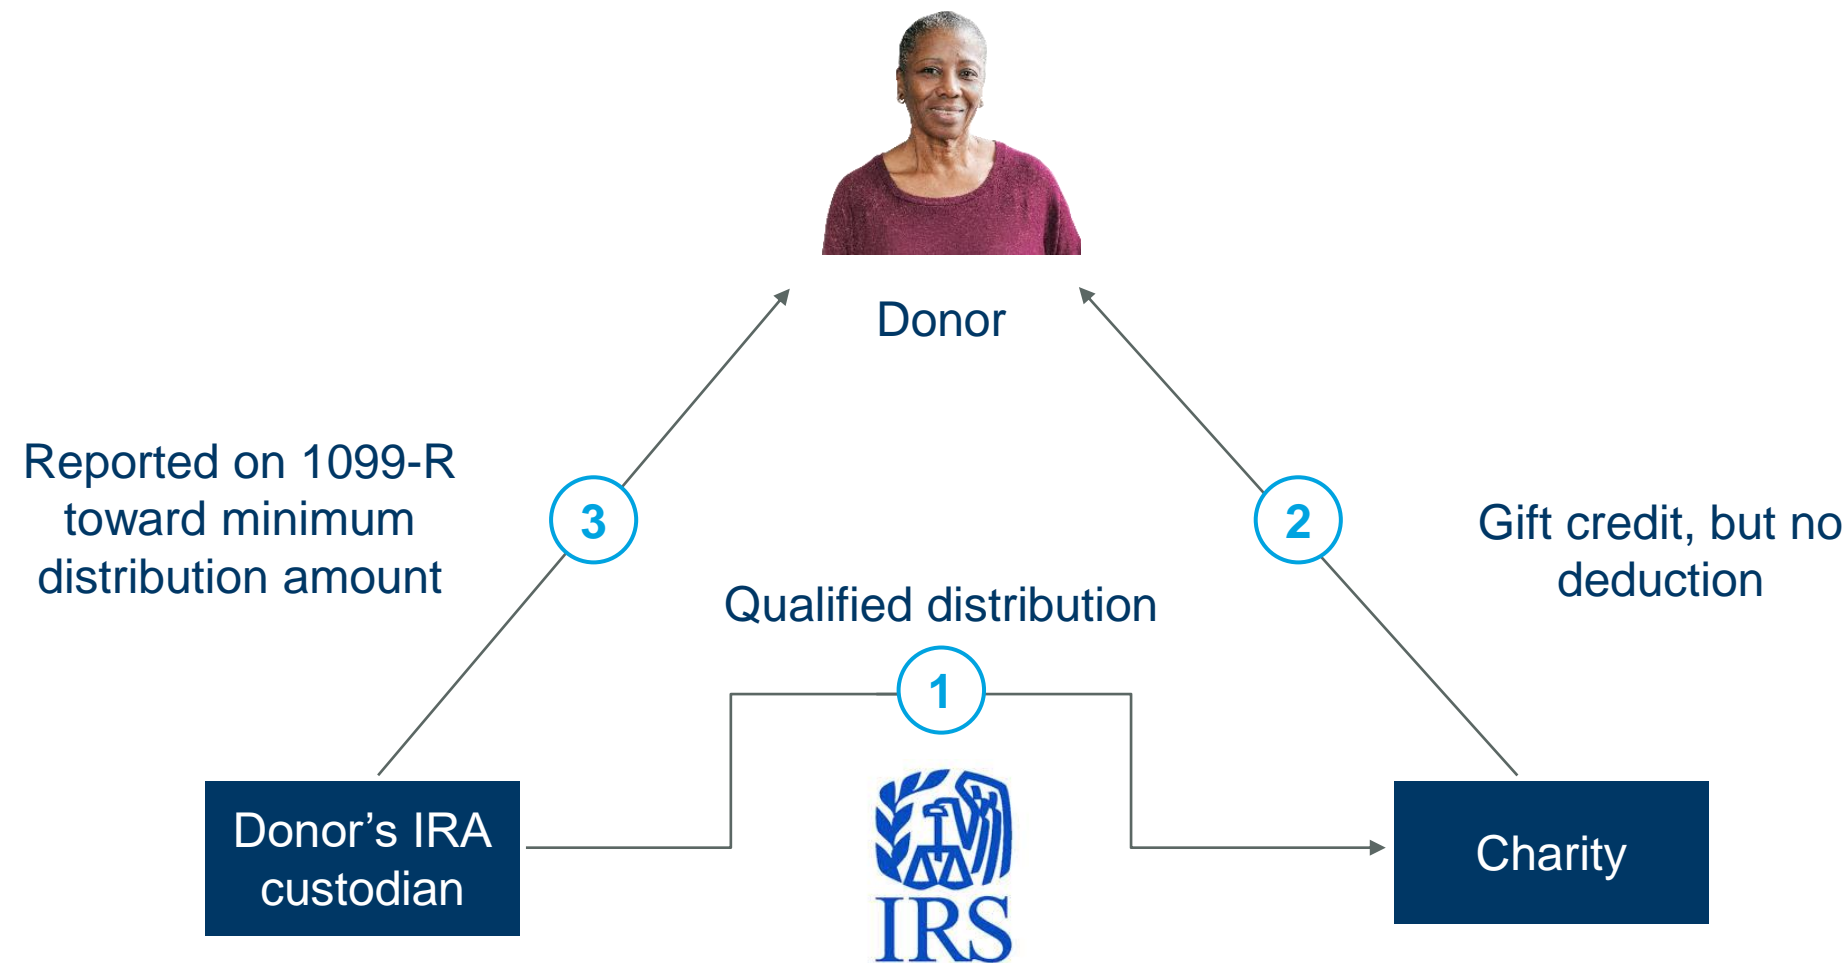 Donor
Reported on 1099-R
toward minimum
distribution amount
3
2
Gift credit, but no
deduction
Qualified distribution
1
Donor’s IRA
custodian
IRS
Charity